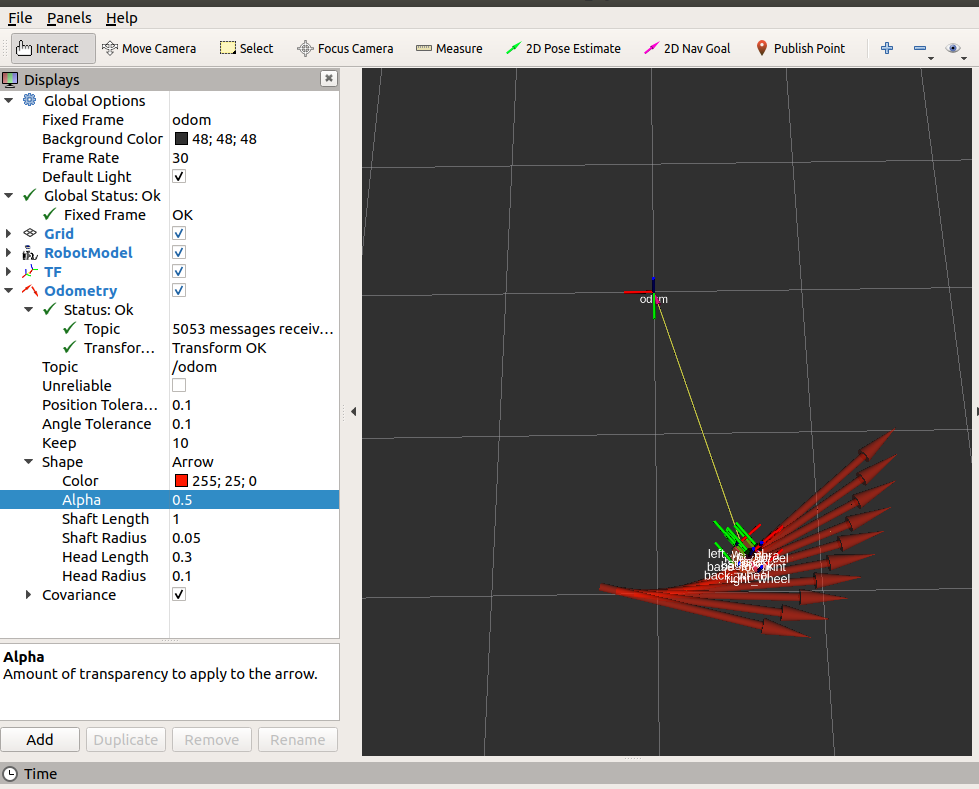 File Panels Help
Interact Move Camera Select Focus Camera Measure 2D Pose Estimate 2D Nav Goal Publish Point
Displays
Global Options
Fixed Frame odom
Background Color 48; 48; 48
Frame Rate 30
Default Light
Global Status: Ok
Fixed Frame OK
Grid
RobotModel
TF
Odometry
Status: Ok
Topic 5053 messages receiv...
Transfor... Transform OK
Topic /odom
Unreliable
Position Tolera... 0.1
Angle Tolerance 0.1
Keep 10
Shape Arrow
Color 255; 25; 0
Alpha 0.5
Shaft Length 1
Shaft Radius 0.05
Head Length 0.3
Head Radius 0.1
Covariance
Alpha
Amount of transparency to apply to the arrow.
Add Duplicate Remove Rename
Time
odom
back_wheel
right_wheel